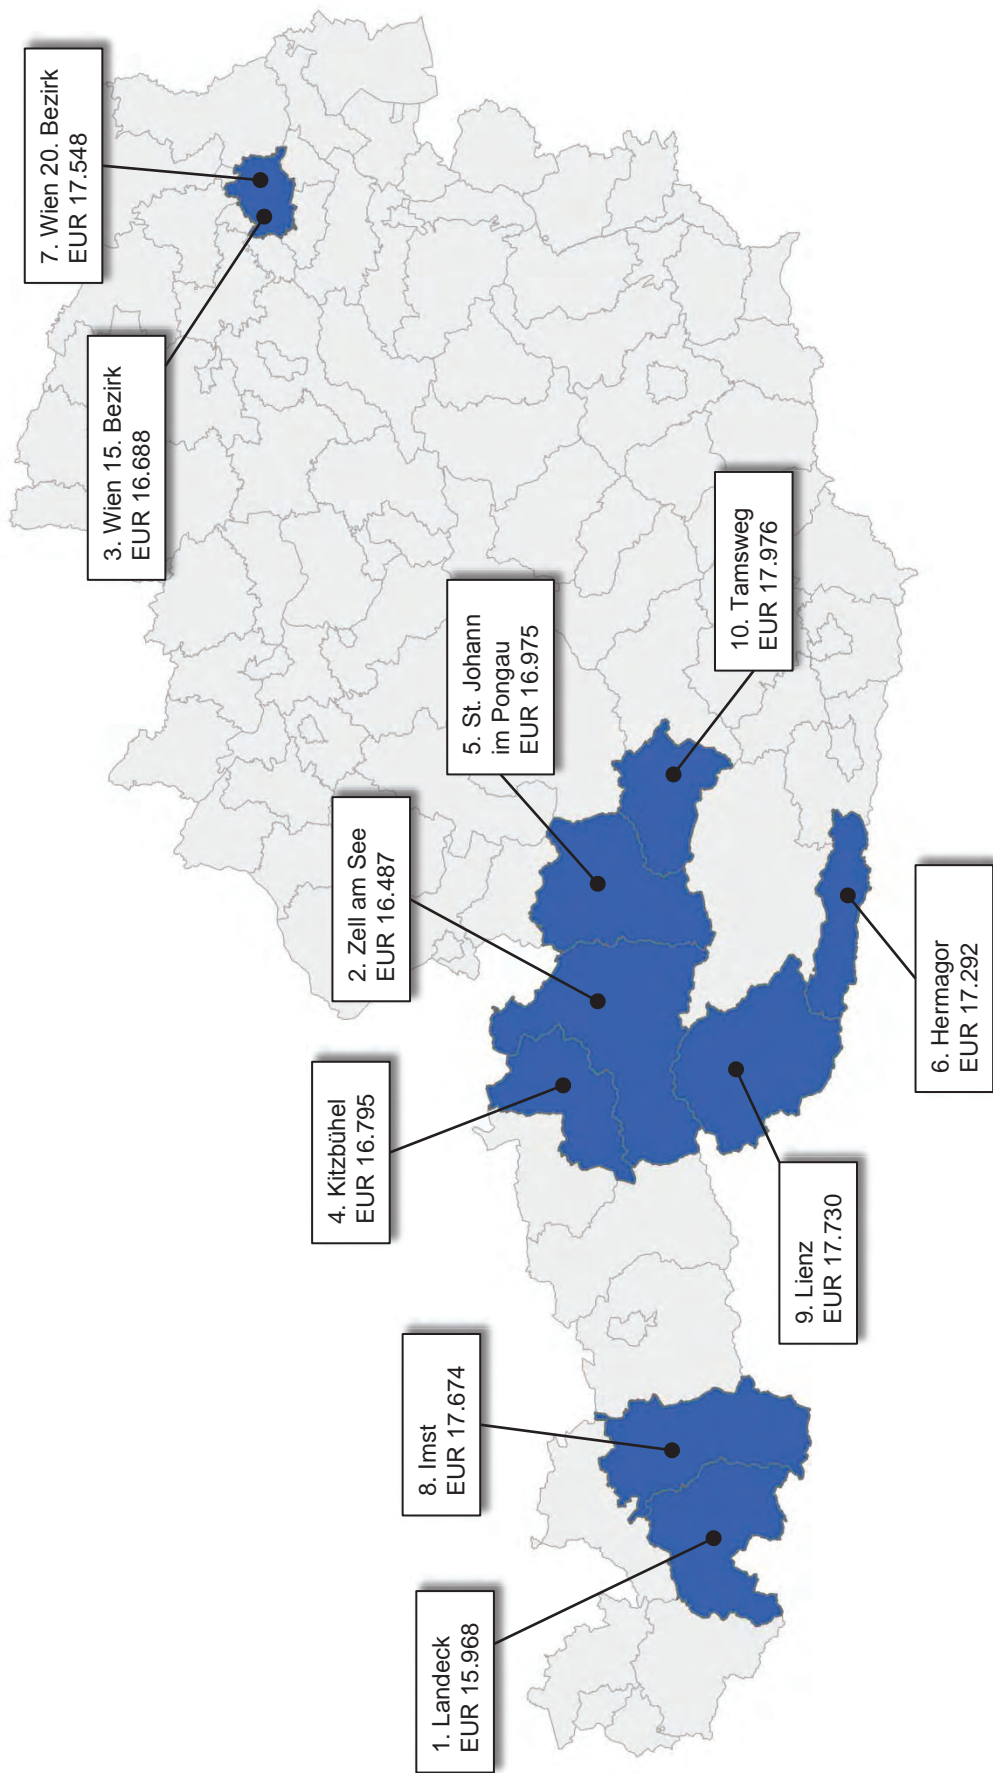 1. Landeck
EUR 15.968
2. Zell am See
EUR 16.487
3. Wien 15. Bezirk
EUR 16.688
4. Kitzbühel
EUR 16.795
5. St. Johann
im Pongau
EUR 16.975
6. Hermagor
EUR 17.292
7. Wien 20. Bezirk
EUR 17.548
8. Imst
EUR 17.674
9. Lienz
EUR 17.730
10. Tamsweg
EUR 17.976